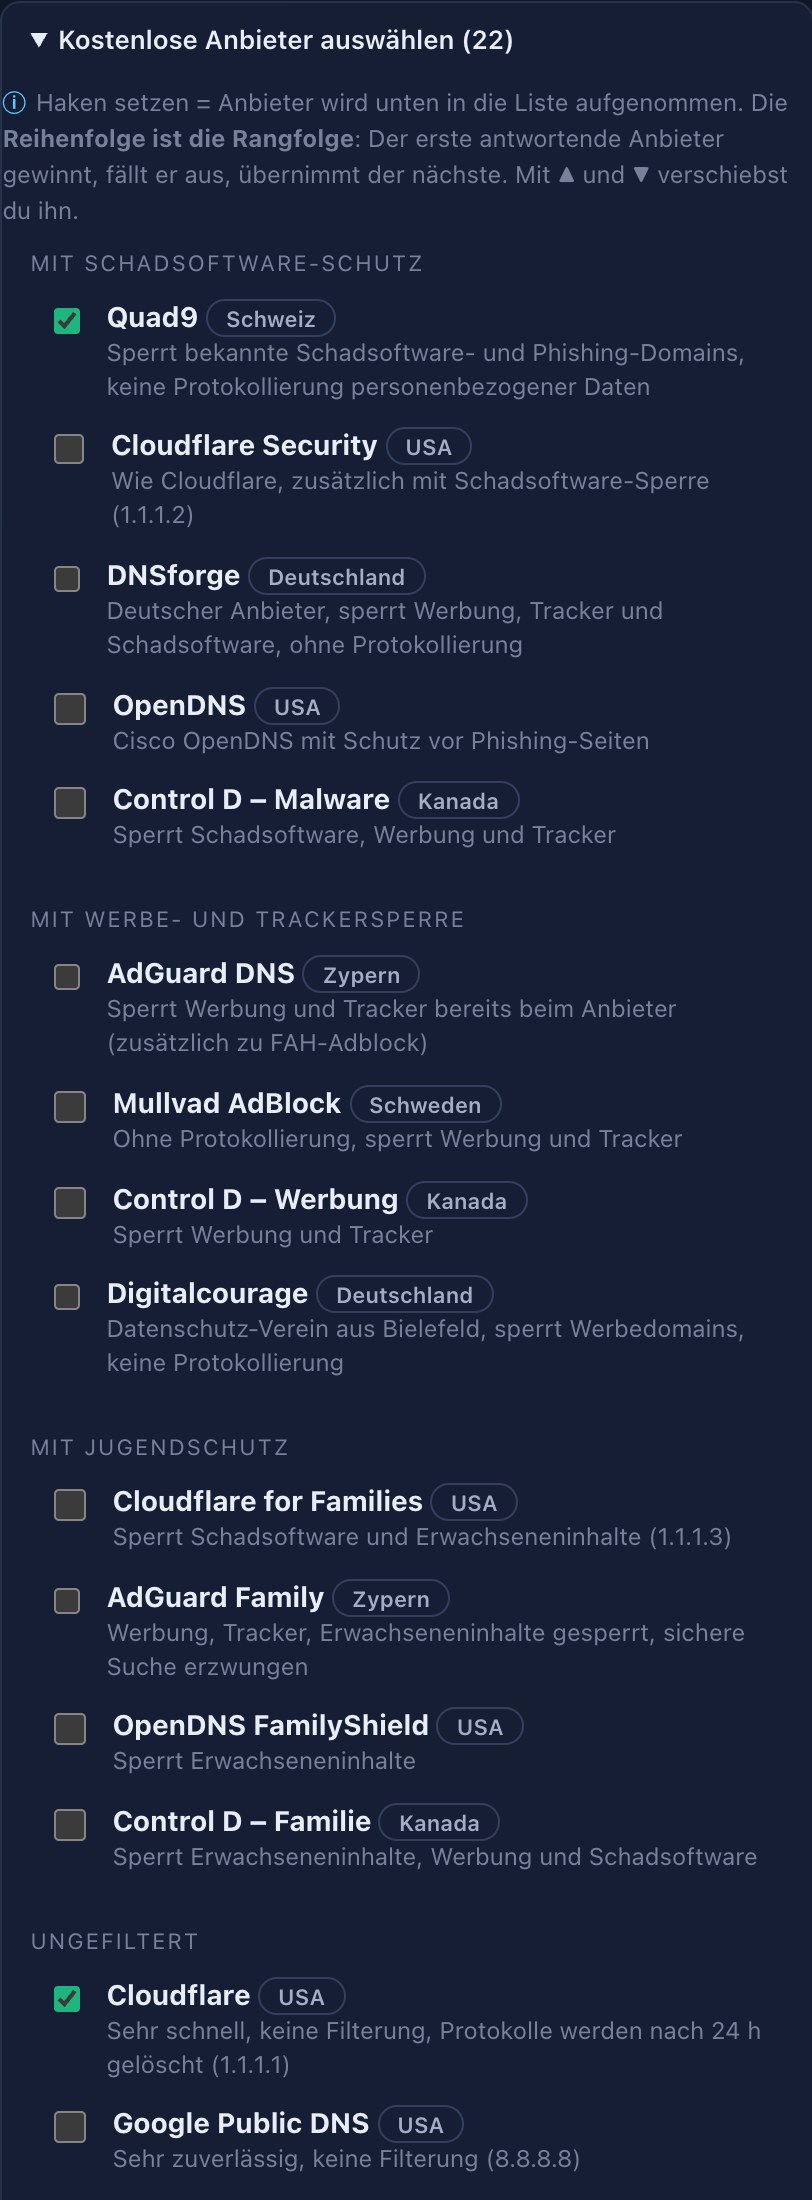 ▼ Kostenlose Anbieter auswählen (22)
ⓘ Haken setzen = Anbieter wird unten in die Liste aufgenommen. Die
Reihenfolge ist die Rangfolge: Der erste antwortende Anbieter
gewinnt, fällt er aus, übernimmt der nächste. Mit ▲ und ▼ verschiebst
du ihn.
MIT SCHADSOFTWARE-SCHUTZ
Quad9 Schweiz
Sperrt bekannte Schadsoftware- und Phishing-Domains,
keine Protokollierung personenbezogener Daten
Cloudflare Security USA
Wie Cloudflare, zusätzlich mit Schadsoftware-Sperre
(1.1.1.2)
DNSforge Deutschland
Deutscher Anbieter, sperrt Werbung, Tracker und
Schadsoftware, ohne Protokollierung
OpenDNS USA
Cisco OpenDNS mit Schutz vor Phishing-Seiten
Control D – Malware Kanada
Sperrt Schadsoftware, Werbung und Tracker
MIT WERBE- UND TRACKERSPERRE
AdGuard DNS Zypern
Sperrt Werbung und Tracker bereits beim Anbieter
(zusätzlich zu FAH-Adblock)
Mullvad AdBlock Schweden
Ohne Protokollierung, sperrt Werbung und Tracker
Control D – Werbung Kanada
Sperrt Werbung und Tracker
Digitalcourage Deutschland
Datenschutz-Verein aus Bielefeld, sperrt Werbedomains,
keine Protokollierung
MIT JUGENDSCHUTZ
Cloudflare for Families USA
Sperrt Schadsoftware und Erwachseneninhalte (1.1.1.3)
AdGuard Family Zypern
Werbung, Tracker, Erwachseneninhalte gesperrt, sichere
Suche erzwungen
OpenDNS FamilyShield USA
Sperrt Erwachseneninhalte
Control D – Familie Kanada
Sperrt Erwachseneninhalte, Werbung und Schadsoftware
UNGEFILTERT
Cloudflare USA
Sehr schnell, keine Filterung, Protokolle werden nach 24 h
gelöscht (1.1.1.1)
Google Public DNS USA
Sehr zuverlässig, keine Filterung (8.8.8.8)